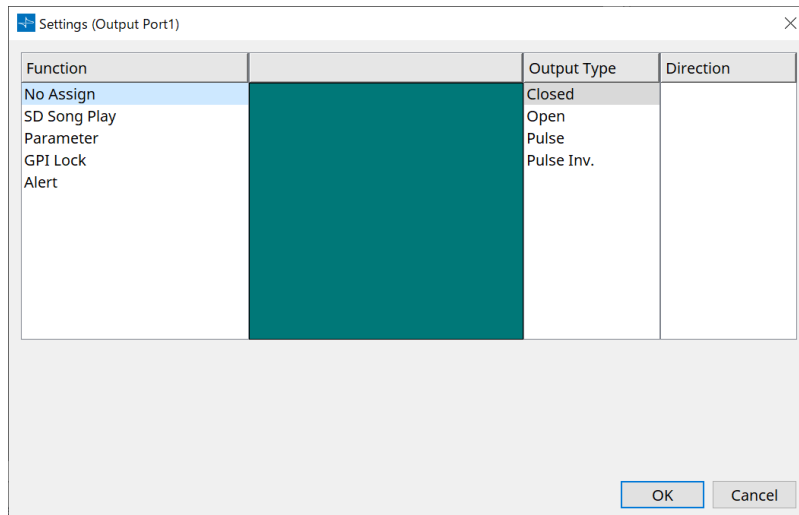 Settings (Output Port1)
Function Output Type Direction
No Assign Closed
SD Song Play Open
Parameter Pulse
GPI Lock Pulse Inv.
Alert
OK Cancel